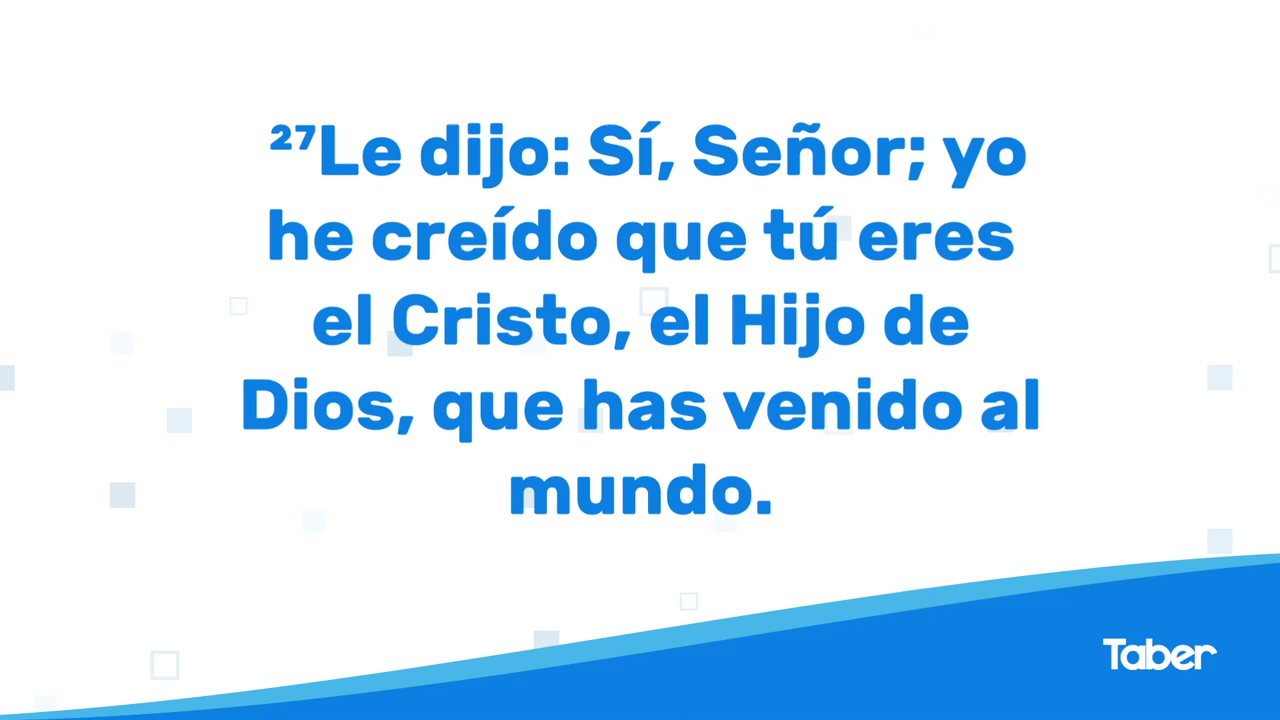 ²⁷Le dijo: Sí, Señor; yo
he creído que tú eres
el Cristo, el Hijo de
Dios, que has venido al
mundo.
Taber